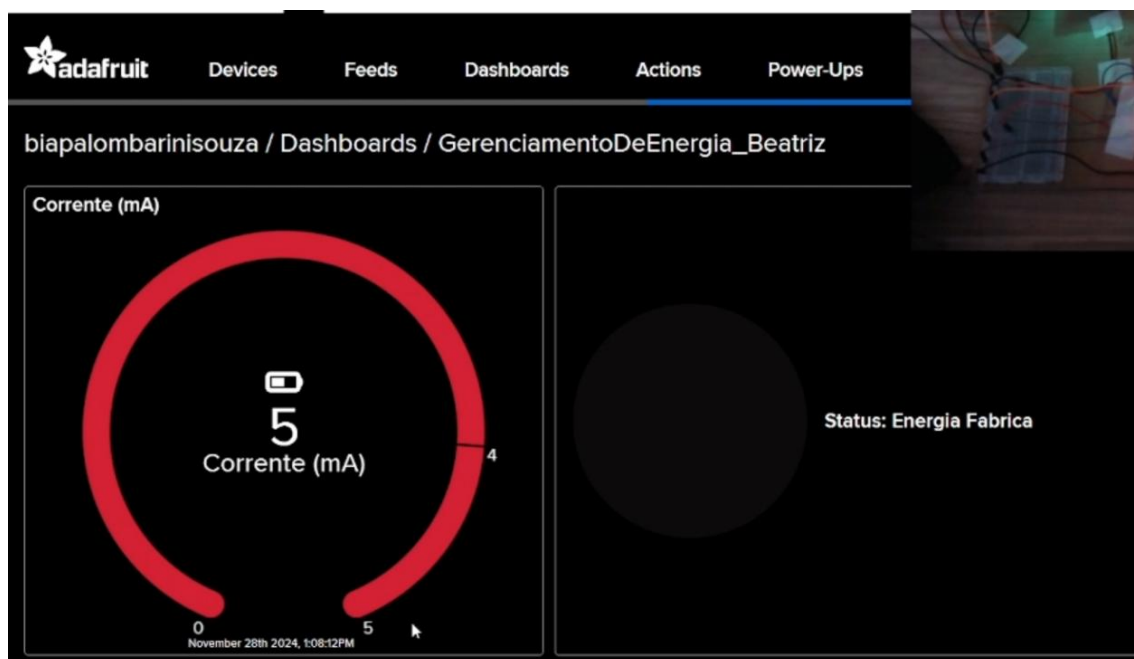 adafruit Devices Feeds Dashboards Actions Power-Ups
biapalombarinisouza / Dashboards / GerenciamentoDeEnergia_Beatriz
Corrente (mA)
5
Corrente (mA)
4
Status: Energia Fabrica
0 5
November 28th 2024, 1:08:12PM